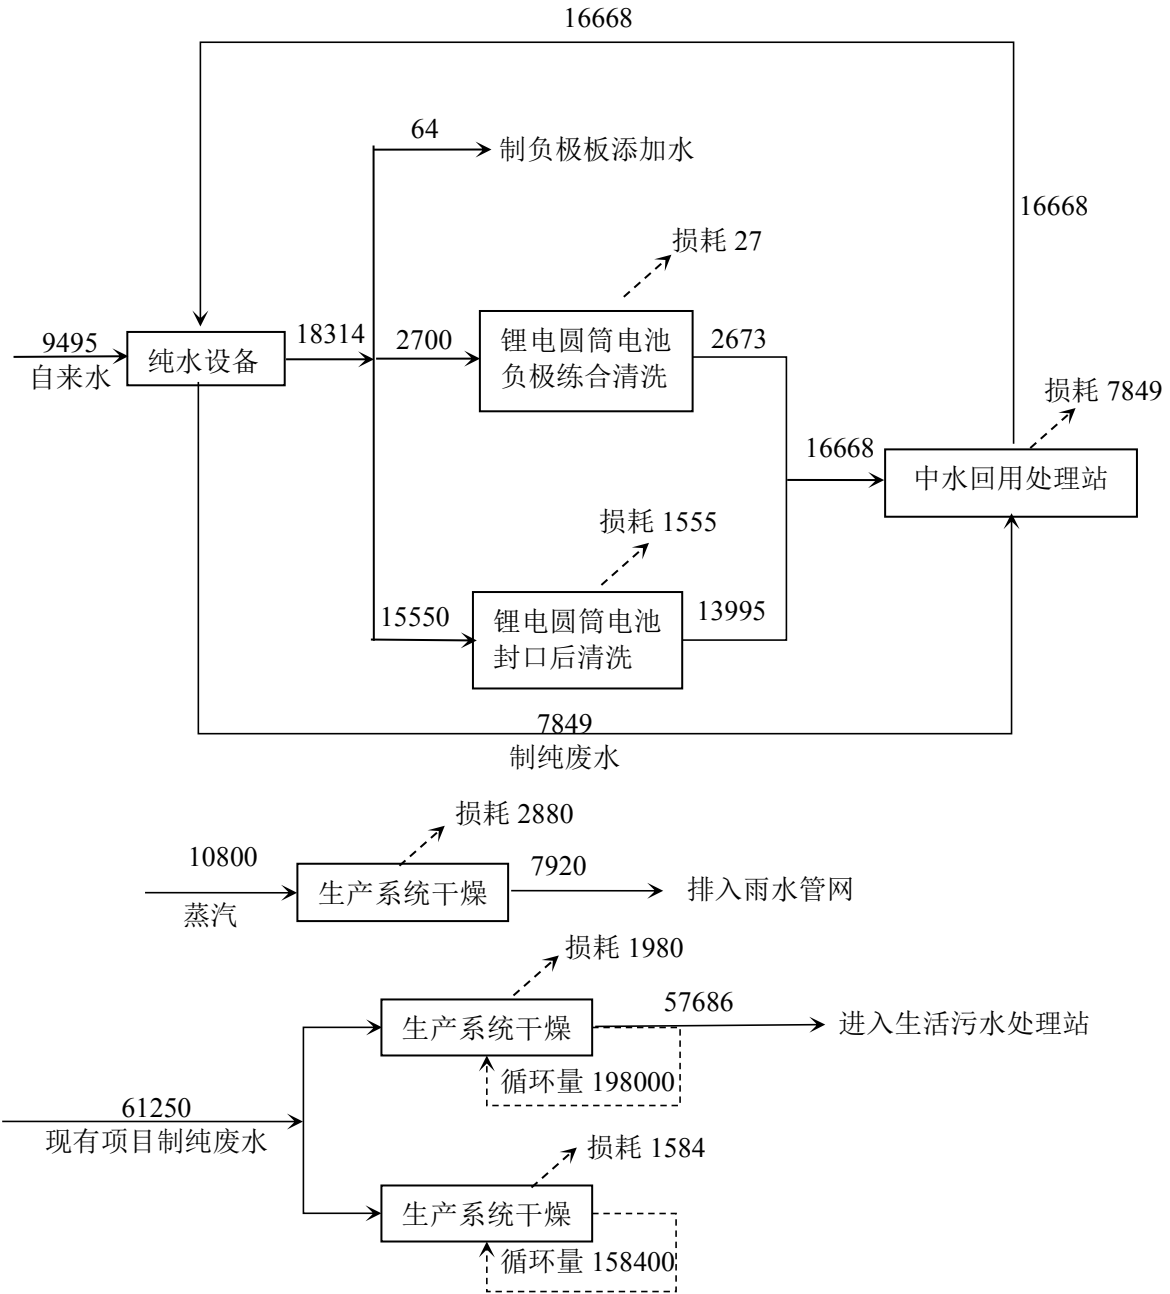 16668
64
制负极板添加水
16668
损耗 27
9495
自来水
纯水设备
18314
2700
锂电圆筒电池
负极练合清洗
2673
损耗 7849
16668
中水回用处理站
损耗 1555
15550
锂电圆筒电池
封口后清洗
13995
7849
制纯废水
损耗 2880
10800
蒸汽
生产系统干燥
7920
排入雨水管网
损耗 1980
生产系统干燥
57686
进入生活污水处理站
循环量 198000
61250
现有项目制纯废水
损耗 1584
生产系统干燥
循环量 158400